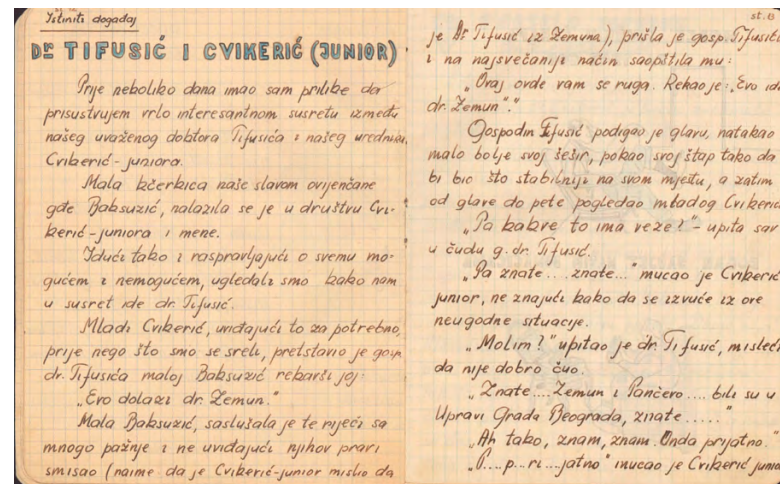 Istiniti događaj
DR TIFUSIĆ I CVIKERIĆ (JUNIOR)
Prije nekoliko dana imao sam prilike da
prisustvujem vrlo interesantnom susretu između
našeg uvaženog doktora Tifusića i našeg urednika,
Cvikerić-juniora.
Mala kćerkica naše slavom ovijenčane
gđe Baksuzić, nalazila se je u društvu Cvi-
kerić-juniora i mene.
Idući tako i raspravljajući o svemu mo-
gućem i nemogućem, ugledali smo kako nam
u susret ide dr. Tifusić.
Mladi Cvikerić, uviđajući to za potrebno,
prije nego što smo se sreli, pretstavio je gosp.
dr. Tifusića maloj Baksuzić rekavši joj:
„Evo dolazi dr. Zemun."
Mala Baksuzić, saslušala je te riječi sa
mnogo pažnje i ne uviđajući njihov pravi
smisao (naime da je Cvikerić-junior mislio da
st. 8
je Dr Tifusić iz Zemuna), prišla je gosp. Tifusiću
i na najsvečaniji način saopštila mu:
„Ovaj ovde vam se ruga. Rekao je: „Evo ide
dr. Zemun"."
Gospodin Tifusić podigao je glavu, natakao
malo bolje svoj šešir, pokao svoj štap tako da
bi bio što stabilniji na svom mjestu, a zatim
od glave do pete pogledao mladog Cvikerića
„Pa kakve to ima veze?" - upita sav
u čudu g. dr. Tifusić.
„Pa znate.... znate..." mucao je Cvikerić
junior, ne znajući kako da se izvuče iz ove
neugodne situacije.
„Molim?" upitao je dr. Tifusić, misleći
da nije dobro čuo.
„Znate.... Zemun i Pančevo.... bili su u
Upravi Grada Beograda, znate ....."
„Ah tako, znam, znam. Onda prijatno."
„P....p..ri...jatno" mucao je Cvikerić junior